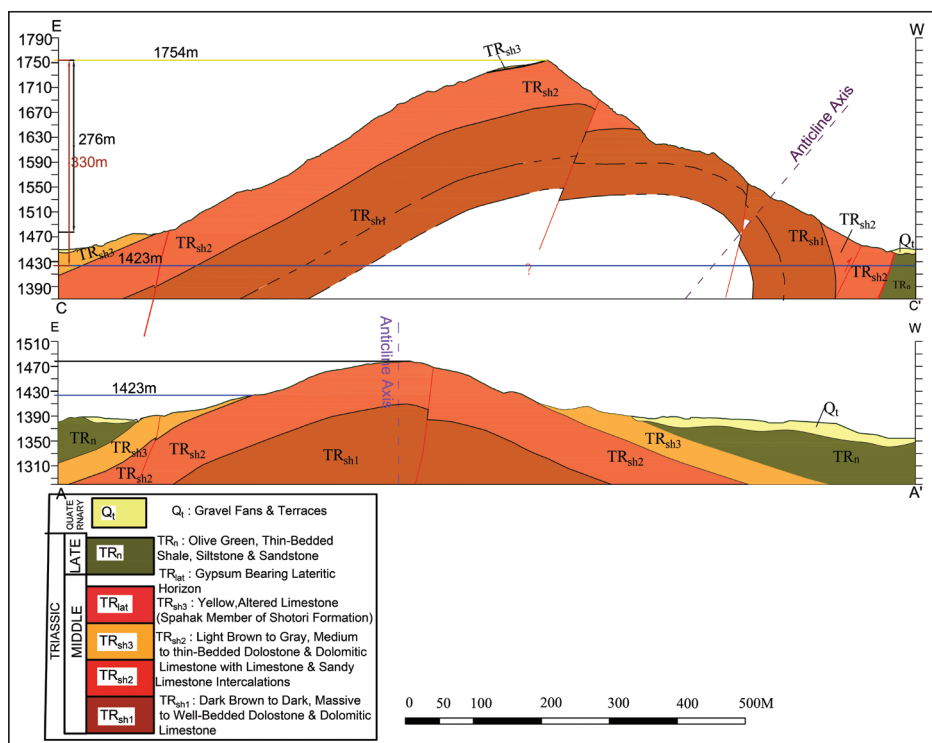 E
W
1790
1750
1710
1670
1630
1590
1550
1510
1470
1430
1390
1754m
TRsh3
TRsh2
Anticline Axis
276m
330m
TRsh1
TRsh3
TRsh2
1423m
?
TRsh1
TRsh2
TRsh2
Qt
TRn
C
C'
E
W
1510
1470
1430
1390
1350
1310
Anticline Axis
1423m
TRn
TRsh3
TRsh2
TRsh2
TRsh1
TRsh2
TRsh3
Qt
TRn
A
A'
QUATE RNARY
Qt
Qt : Gravel Fans & Terraces
TRIASSIC
LATE
TRn
TRn : Olive Green, Thin-Bedded
Shale, Siltstone & Sandstone
MIDDLE
TRlat : Gypsum Bearing Lateritic
Horizon
TRlat
TRsh3 : Yellow,Altered Limestone
(Spahak Member of Shotori Formation)
TRsh3
TRsh2 : Light Brown to Gray, Medium
to thin-Bedded Dolostone & Dolomitic
TRsh2
Limestone with Limestone & Sandy
Limestone Intercalations
TRsh1
TRsh1 : Dark Brown to Dark, Massive
to Well-Bedded Dolostone & Dolomitic
Limestone
0 50 100 200 300 400 500M